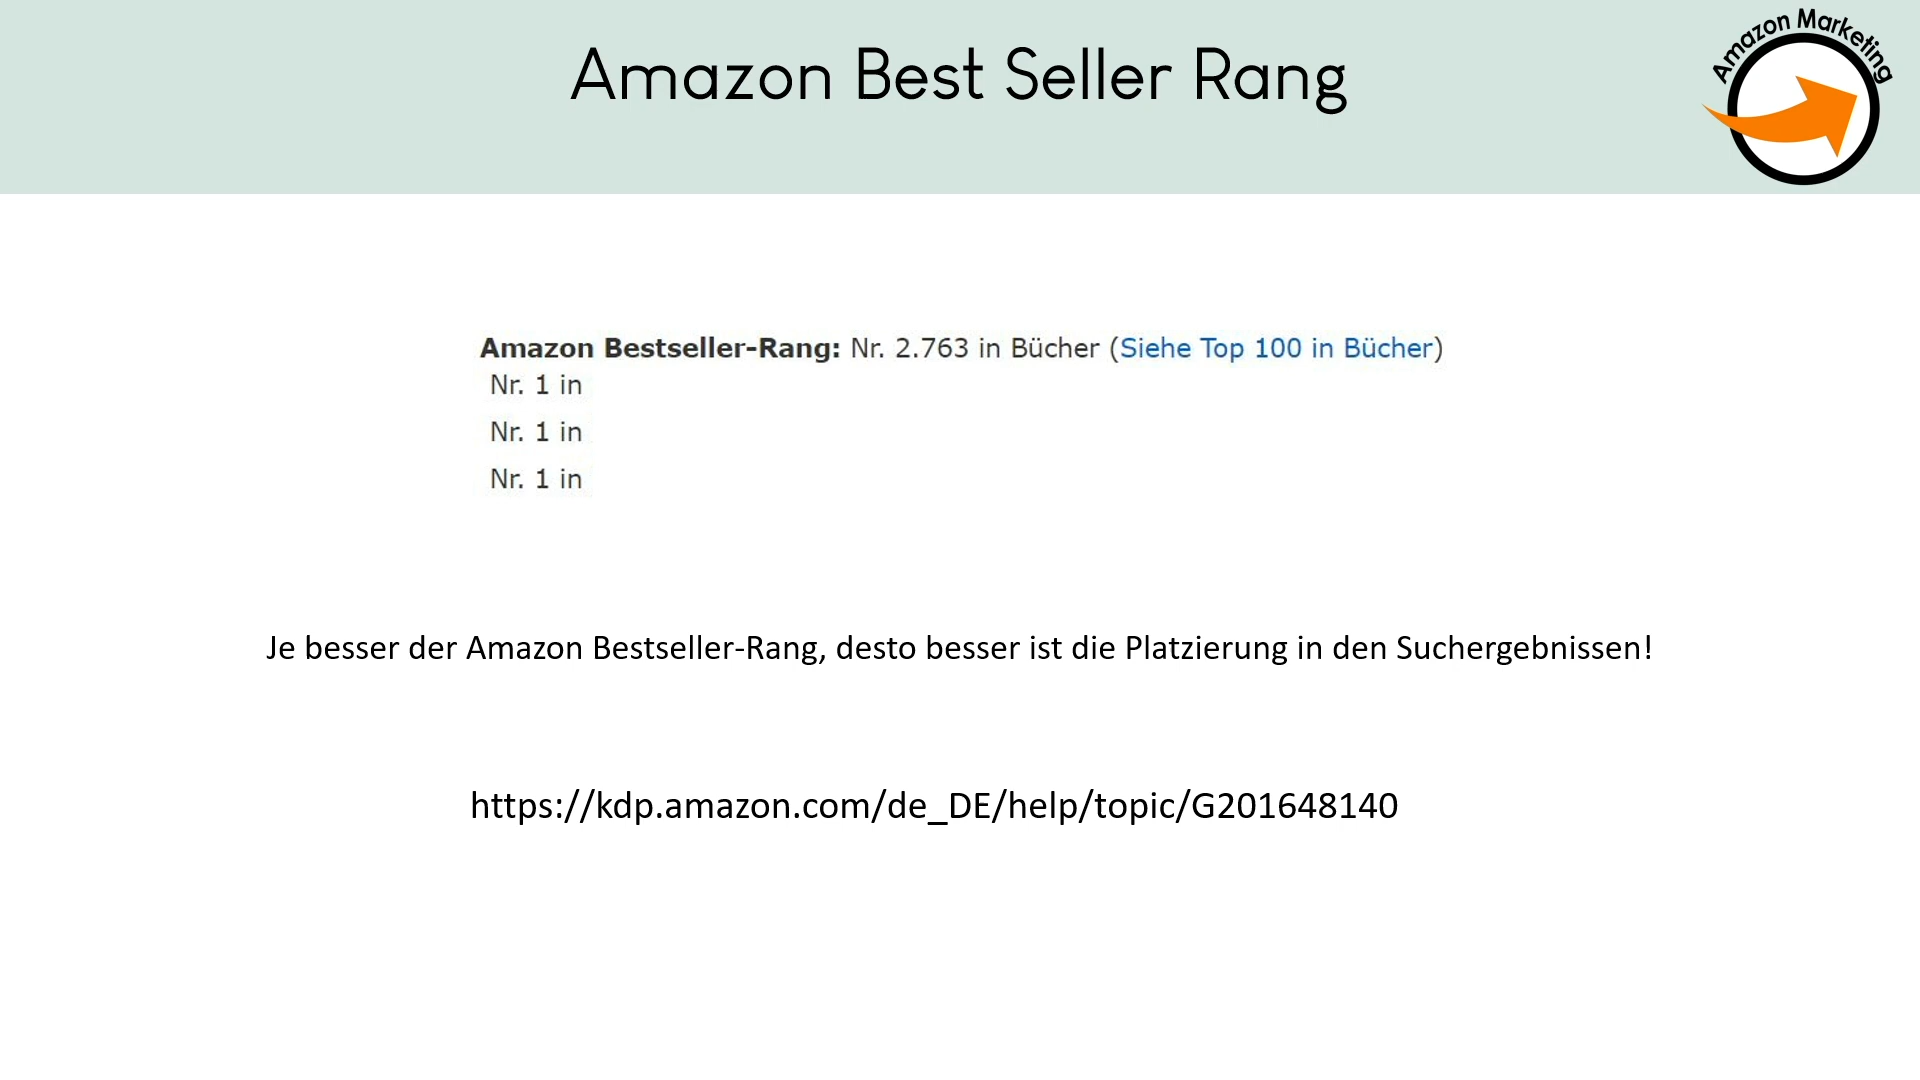 Amazon Best Seller Rang
Amazon Marketing
Amazon Bestseller-Rang: Nr. 2.763 in Bücher (Siehe Top 100 in Bücher)
Nr. 1 in
Nr. 1 in
Nr. 1 in
Je besser der Amazon Bestseller-Rang, desto besser ist die Platzierung in den Suchergebnissen!
https://kdp.amazon.com/de_DE/help/topic/G201648140